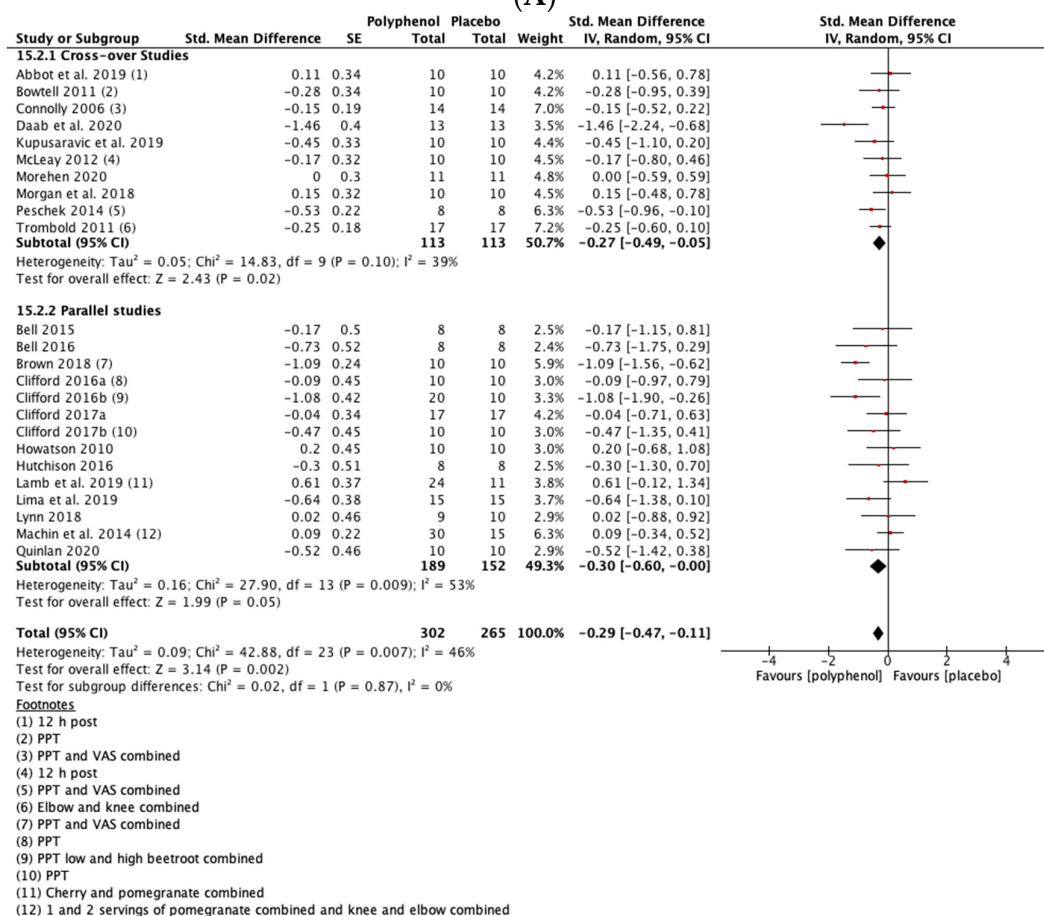 (A)
Polyphenol Placebo Std. Mean Difference Std. Mean Difference
Study or Subgroup Std. Mean Difference SE Total Total Weight IV, Random, 95% CI IV, Random, 95% CI
15.2.1 Cross-over Studies
Abbot et al. 2019 (1) 0.11 0.34 10 10 4.2% 0.11 [-0.56, 0.78]
Bowtell 2011 (2) -0.28 0.34 10 10 4.2% -0.28 [-0.95, 0.39]
Connolly 2006 (3) -0.15 0.19 14 14 7.0% -0.15 [-0.52, 0.22]
Daab et al. 2020 -1.46 0.4 13 13 3.5% -1.46 [-2.24, -0.68]
Kupusaravic et al. 2019 -0.45 0.33 10 10 4.4% -0.45 [-1.10, 0.20]
McLeay 2012 (4) -0.17 0.32 10 10 4.5% -0.17 [-0.80, 0.46]
Morehen 2020 0 0.3 11 11 4.8% 0.00 [-0.59, 0.59]
Morgan et al. 2018 0.15 0.32 10 10 4.5% 0.15 [-0.48, 0.78]
Peschek 2014 (5) -0.53 0.22 8 8 6.3% -0.53 [-0.96, -0.10]
Trombold 2011 (6) -0.25 0.18 17 17 7.2% -0.25 [-0.60, 0.10]
Subtotal (95% CI) 113 113 50.7% -0.27 [-0.49, -0.05]
Heterogeneity: Tau² = 0.05; Chi² = 14.83, df = 9 (P = 0.10); I² = 39%
Test for overall effect: Z = 2.43 (P = 0.02)
15.2.2 Parallel studies
Bell 2015 -0.17 0.5 8 8 2.5% -0.17 [-1.15, 0.81]
Bell 2016 -0.73 0.52 8 8 2.4% -0.73 [-1.75, 0.29]
Brown 2018 (7) -1.09 0.24 10 10 5.9% -1.09 [-1.56, -0.62]
Clifford 2016a (8) -0.09 0.45 10 10 3.0% -0.09 [-0.97, 0.79]
Clifford 2016b (9) -1.08 0.42 20 10 3.3% -1.08 [-1.90, -0.26]
Clifford 2017a -0.04 0.34 17 17 4.2% -0.04 [-0.71, 0.63]
Clifford 2017b (10) -0.47 0.45 10 10 3.0% -0.47 [-1.35, 0.41]
Howatson 2010 0.2 0.45 10 10 3.0% 0.20 [-0.68, 1.08]
Hutchison 2016 -0.3 0.51 8 8 2.5% -0.30 [-1.30, 0.70]
Lamb et al. 2019 (11) 0.61 0.37 24 11 3.8% 0.61 [-0.12, 1.34]
Lima et al. 2019 -0.64 0.38 15 15 3.7% -0.64 [-1.38, 0.10]
Lynn 2018 0.02 0.46 9 10 2.9% 0.02 [-0.88, 0.92]
Machin et al. 2014 (12) 0.09 0.22 30 15 6.3% 0.09 [-0.34, 0.52]
Quinlan 2020 -0.52 0.46 10 10 2.9% -0.52 [-1.42, 0.38]
Subtotal (95% CI) 189 152 49.3% -0.30 [-0.60, -0.00]
Heterogeneity: Tau² = 0.16; Chi² = 27.90, df = 13 (P = 0.009); I² = 53%
Test for overall effect: Z = 1.99 (P = 0.05)
Total (95% CI) 302 265 100.0% -0.29 [-0.47, -0.11]
Heterogeneity: Tau² = 0.09; Chi² = 42.88, df = 23 (P = 0.007); I² = 46%
Test for overall effect: Z = 3.14 (P = 0.002)
Test for subgroup differences: Chi² = 0.02, df = 1 (P = 0.87), I² = 0%
-4 -2 0 2 4
Favours [polyphenol] Favours [placebo]
Footnotes
(1) 12 h post
(2) PPT
(3) PPT and VAS combined
(4) 12 h post
(5) PPT and VAS combined
(6) Elbow and knee combined
(7) PPT and VAS combined
(8) PPT
(9) PPT low and high beetroot combined
(10) PPT
(11) Cherry and pomegranate combined
(12) 1 and 2 servings of pomegranate combined and knee and elbow combined